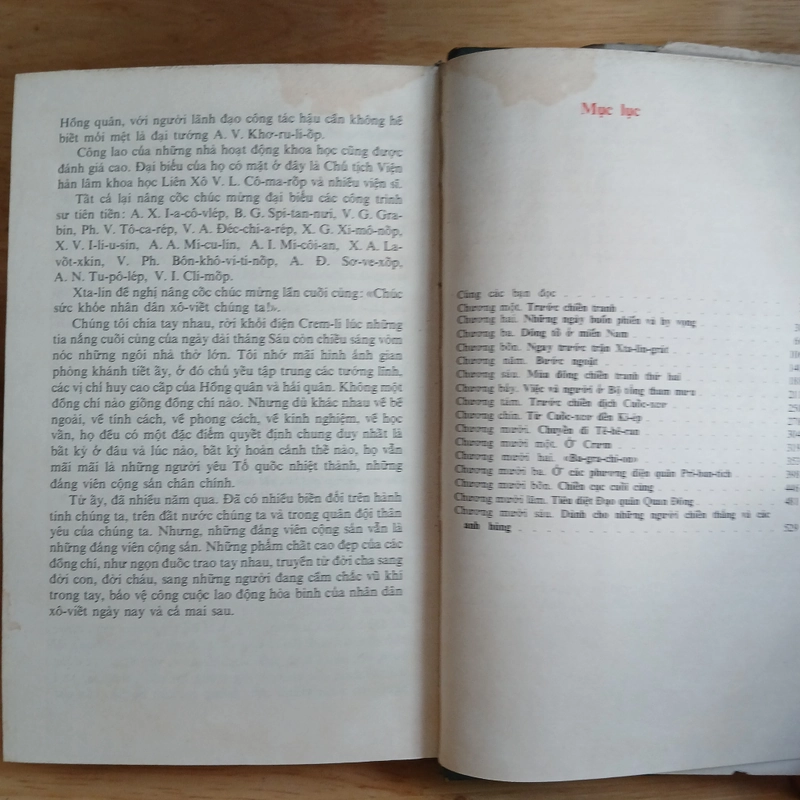 Hồng quân, với người lãnh đạo công tác hậu cần không hề
biết mỏi mệt là đại tướng A. V. Khơ-ru-li-ôp.
Công lao của những nhà hoạt động khoa học cũng được
đánh giá cao. Đại biểu của họ có mặt ở đây là Chủ tịch Viện
hàn lâm khoa học Liên Xô V. L. Cô-ma-rôp và nhiều viện sĩ.
Tất cả lại nâng cốc chúc mừng đại biểu các công trình
sư tiên tiến: A. X. I-a-cô-vlép, B. G. Spi-tan-nưi, V. G. Gra-
bin, Ph. V. Tô-ca-rép, V. A. Đéc-chi-a-rép, X. G. Xi-mô-nôp,
X. V. I-li-u-sin, A. A. Mi-cu-lin, A. I. Mi-côi-an, X. A. La-
vôt-xkin, V. Ph. Bôn-khô-vi-ti-nôp, A. Đ. Sơ-ve-xôp,
A. N. Tu-pô-lép, V. I. Cli-môp.
Xta-lin đề nghị nâng cốc chúc mừng lần cuối cùng: «Chúc
sức khỏe nhân dân xô-viết chúng ta!».
Chúng tôi chia tay nhau, rời khỏi điện Crem-li lúc những
tia nắng cuối cùng của ngày dài tháng Sáu còn chiếu sáng vòm
nóc những ngôi nhà thờ lớn. Tôi nhớ mãi hình ảnh gian
phòng khánh tiết ấy, ở đó chủ yếu tập trung các tướng lĩnh,
các vị chỉ huy cao cấp của Hồng quân và hải quân. Không một
đồng chí nào giống đồng chí nào. Nhưng dù khác nhau về bề
ngoài, về tính cách, về phong cách, về kinh nghiệm, về học
vấn, họ đều có một đặc điểm quyết định chung duy nhất là
bất kỳ ở đâu và lúc nào, bất kỳ hoàn cảnh thế nào, họ vẫn
mãi mãi là những người yêu Tổ quốc nhiệt thành, những
đảng viên cộng sản chân chính.
Từ ấy, đã nhiều năm qua. Đã có nhiều biến đổi trên hành
tinh chúng ta, trên đất nước chúng ta và trong quân đội thân
yêu của chúng ta. Nhưng, những đảng viên cộng sản vẫn là
những đảng viên cộng sản. Những phẩm chất cao đẹp của các
đồng chí, như ngọn đuốc trao tay nhau, truyền từ đời cha sang
đời con, đời cháu, sang những người đang cầm chắc vũ khí
trong tay, bảo vệ công cuộc lao động hòa bình của nhân dân
xô-viết ngày nay và cả mai sau.
Mục lục
Cùng các bạn đọc
Chương một. Trước chiến tranh
Chương hai. Những ngày buồn phiền và hy vọng
Chương ba. Đông tố ở miền Nam
Chương bốn. Ngay trước trận Xta-lin-grát
Chương năm. Bước ngoặt
Chương sáu. Mùa đông chiến tranh thứ hai
Chương bảy. Việc và người ở Bộ tổng tham mưu
Chương tám. Trước chiến dịch Cuốc-xcơ
Chương chín. Từ Cuốc-xcơ đến Ki-ép
Chương mười. Chuyến đi Tê-hê-ran
Chương mười một. Ở Crưm
Chương mười hai. «Ba-gra-chi-on»
Chương mười ba. Ở các phương diện quân Pri-ban-tích
Chương mười bốn. Chiến cục cuối cùng
Chương mười lăm. Tiêu diệt Đạo quân Quan Đông 481
Chương mười sáu. Dành cho những người chiến thắng và các
anh hùng 529